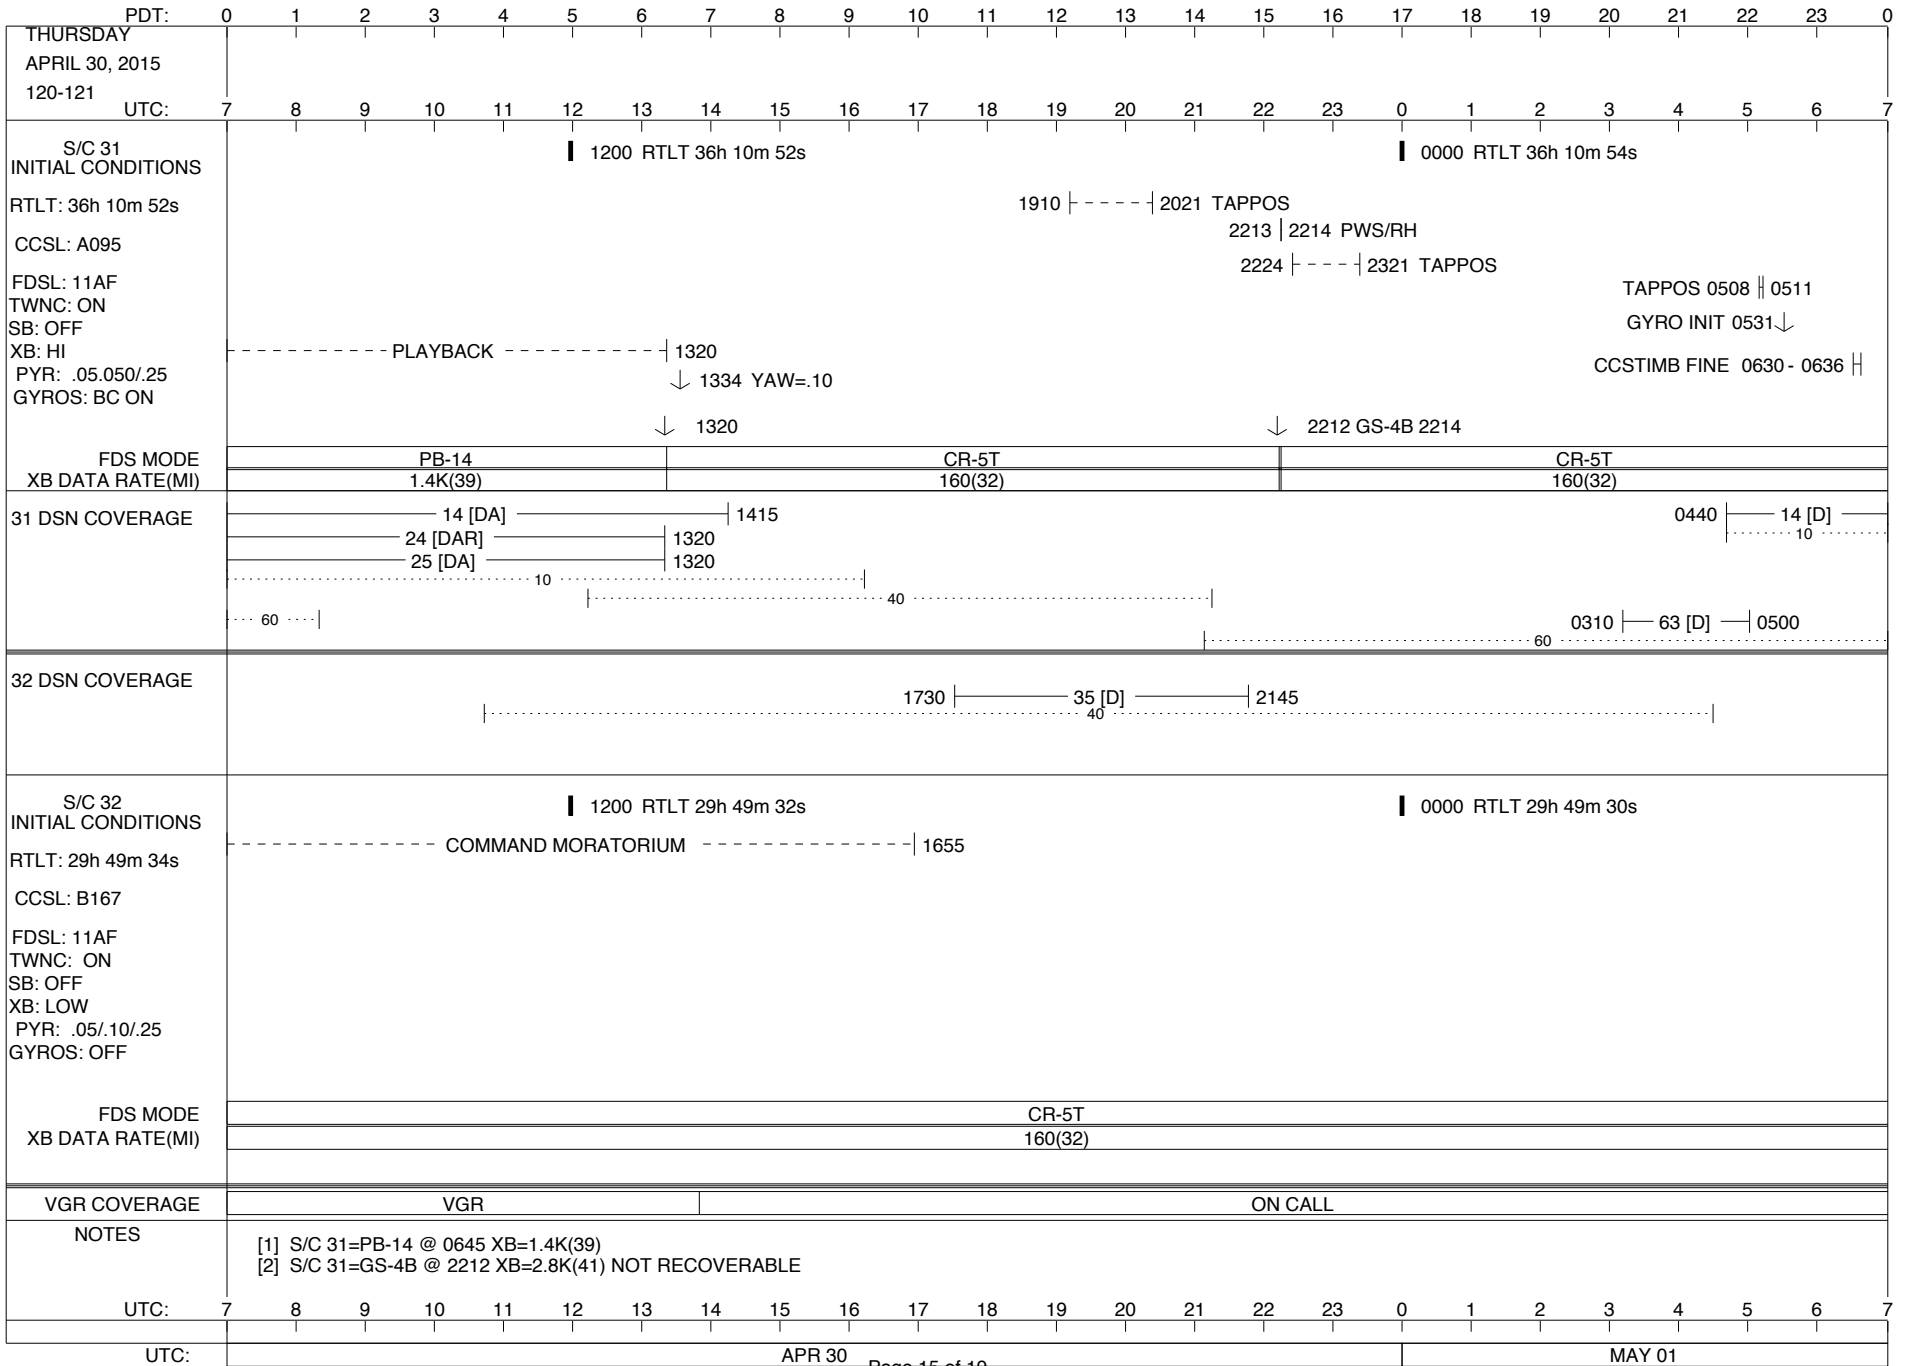 PDT: 0 1 2 3 4 5 6 7 8 9 10 11 12 13 14 15 16 17 18 19 20 21 22 23 0
THURSDAY
APRIL 30, 2015
120-121
UTC: 7 8 9 10 11 12 13 14 15 16 17 18 19 20 21 22 23 0 1 2 3 4 5 6 7
S/C 31
INITIAL CONDITIONS
1200 RTLT 36h 10m 52s
0000 RTLT 36h 10m 54s
RTLT: 36h 10m 52s
1910 2021 TAPPOS
2213 2214 PWS/RH
CCSL: A095
2224 2321 TAPPOS
FDSL: 11AF
TAPPOS 0508 0511
TWNC: ON
SB: OFF
GYRO INIT 0531
XB: HI
PLAYBACK 1320
CCSTIMB FINE 0630 - 0636
PYR: .05.050/.25
1334 YAW=.10
GYROS: BC ON
1320
2212 GS-4B 2214
FDS MODE PB-14 CR-5T CR-5T
XB DATA RATE(MI) 1.4K(39) 160(32) 160(32)
31 DSN COVERAGE
14 [DA] 1415
0440 14 [D]
24 [DAR] 1320
10
25 [DA] 1320
10
40
60
0310 63 [D] 0500
60
32 DSN COVERAGE
1730 35 [D] 2145
40
S/C 32
INITIAL CONDITIONS
1200 RTLT 29h 49m 32s
0000 RTLT 29h 49m 30s
COMMAND MORATORIUM 1655
RTLT: 29h 49m 34s
CCSL: B167
FDSL: 11AF
TWNC: ON
SB: OFF
XB: LOW
PYR: .05/.10/.25
GYROS: OFF
FDS MODE CR-5T
XB DATA RATE(MI) 160(32)
VGR COVERAGE VGR ON CALL
NOTES
[1] S/C 31=PB-14 @ 0645 XB=1.4K(39)
[2] S/C 31=GS-4B @ 2212 XB=2.8K(41) NOT RECOVERABLE
UTC: 7 8 9 10 11 12 13 14 15 16 17 18 19 20 21 22 23 0 1 2 3 4 5 6 7
UTC: APR 30 MAY 01
Page 15 of 19